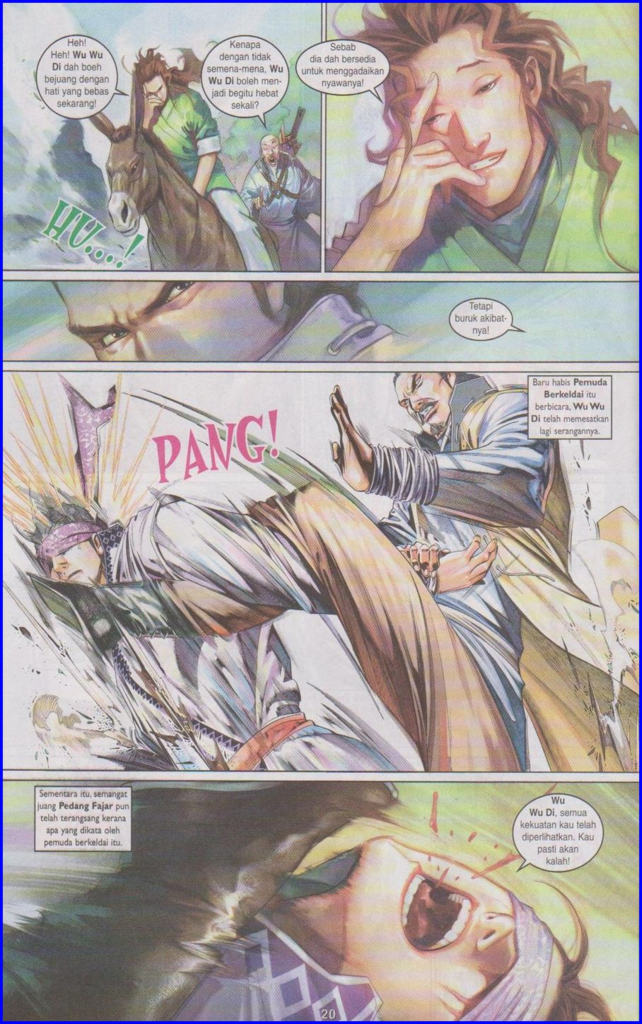 Heh!
Heh! Wu Wu
Di dah boeh
bejuang dengan
hati yang bebas
sekarang!
Kenapa
dengan tidak
semena-mena, Wu
Wu Di boleh men-
jadi begitu hebat
sekali?
HU....!
Sebab
dia dah bersedia
untuk menggadaikan
nyawanya!
Tetapi
buruk akibat-
nya!
Baru habis Pemuda
Berkeldai itu
berbicara, Wu Wu
Di telah memesatkan
lagi serangannya.
PANG!
Sementara itu, semangat
juang Pedang Fajar pun
telah terangsang kerana
apa yang dikata oleh
pemuda berkeldai itu.
Wu
Wu Di, semua
kekuatan kau telah
diperlihatkan. Kau
pasti akan
kalah!
20